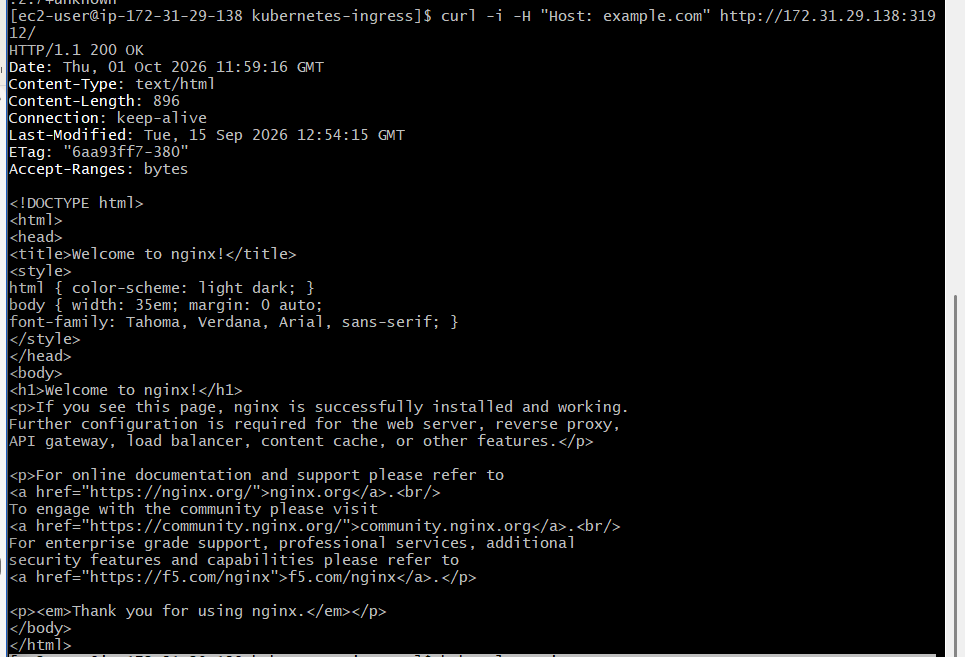 [ec2-user@ip-172-31-29-138 kubernetes-ingress]$ curl -i -H "Host: example.com" http://172.31.29.138:319
12/
HTTP/1.1 200 OK
Date: Thu, 01 Oct 2026 11:59:16 GMT
Content-Type: text/html
Content-Length: 896
Connection: keep-alive
Last-Modified: Tue, 15 Sep 2026 12:54:15 GMT
ETag: "6aa93ff7-380"
Accept-Ranges: bytes

<!DOCTYPE html>
<html>
<head>
<title>Welcome to nginx!</title>
<style>
html { color-scheme: light dark; }
body { width: 35em; margin: 0 auto;
font-family: Tahoma, Verdana, Arial, sans-serif; }
</style>
</head>
<body>
<h1>Welcome to nginx!</h1>
<p>If you see this page, nginx is successfully installed and working.
Further configuration is required for the web server, reverse proxy,
API gateway, load balancer, content cache, or other features.</p>

<p>For online documentation and support please refer to
<a href="https://nginx.org/">nginx.org</a>.<br/>
To engage with the community please visit
<a href="https://community.nginx.org/">community.nginx.org</a>.<br/>
For enterprise grade support, professional services, additional
security features and capabilities please refer to
<a href="https://f5.com/nginx">f5.com/nginx</a>.</p>

<p><em>Thank you for using nginx.</em></p>
</body>
</html>